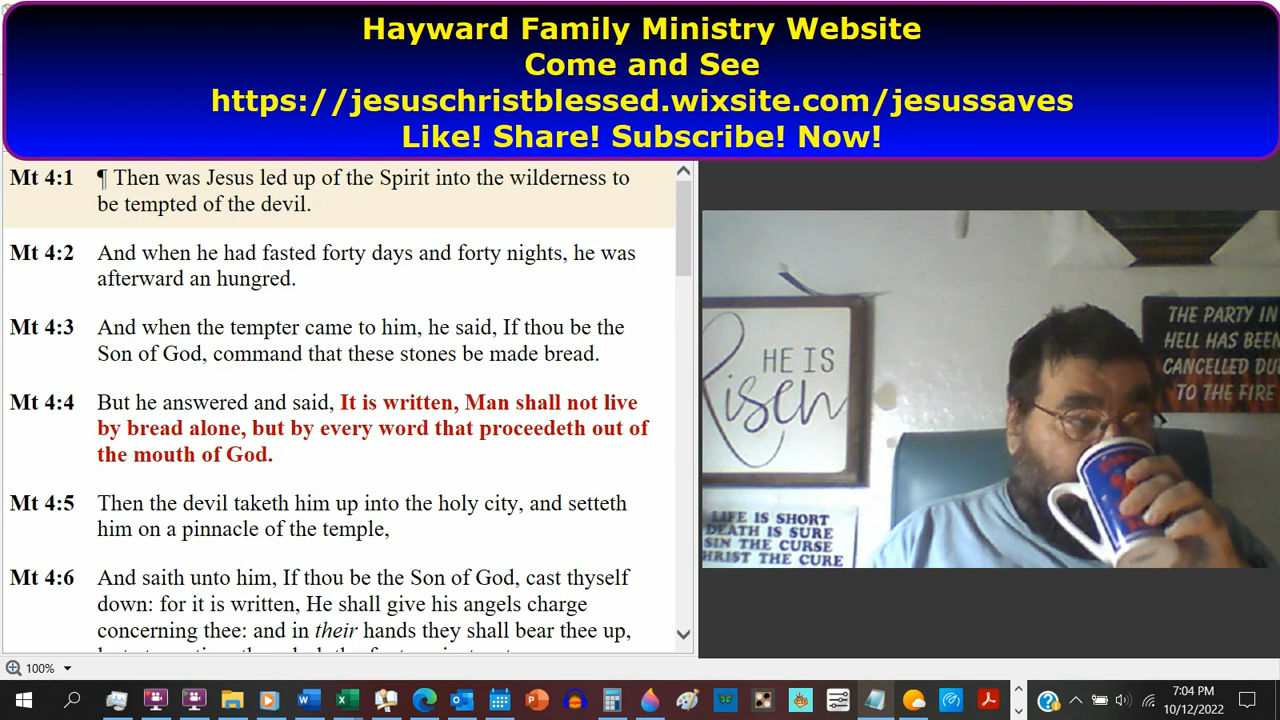 Hayward Family Ministry Website
Come and See
https://jesuschristblessed.wixsite.com/jesussaves
Like! Share! Subscribe! Now!
Mt 4:1 ¶ Then was Jesus led up of the Spirit into the wilderness to
be tempted of the devil.
Mt 4:2 And when he had fasted forty days and forty nights, he was
afterward an hungred.
Mt 4:3 And when the tempter came to him, he said, If thou be the
Son of God, command that these stones be made bread.
Mt 4:4 But he answered and said, It is written, Man shall not live
by bread alone, but by every word that proceedeth out of
the mouth of God.
Mt 4:5 Then the devil taketh him up into the holy city, and setteth
him on a pinnacle of the temple,
Mt 4:6 And saith unto him, If thou be the Son of God, cast thyself
down: for it is written, He shall give his angels charge
concerning thee: and in their hands they shall bear thee up,
HE IS
Risen
THE PARTY IN
HELL HAS BEEN
CANCELLED DUE
TO THE FIRE
LIFE IS SHORT
DEATH IS SURE
SIN THE CURSE
CHRIST THE CURE
100%
7:04 PM
10/12/2022